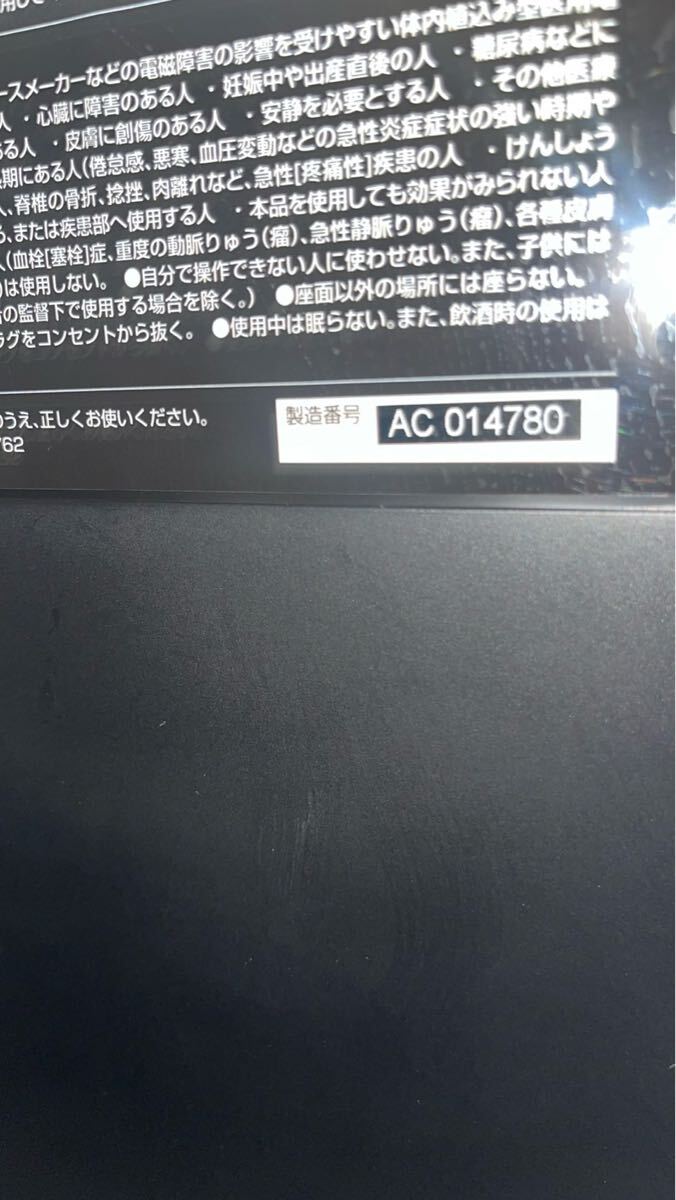 用
ースメーカーなどの電磁障害の影響を受けやすい体内植込み型医用電
人 ・心臓に障害のある人 ・妊娠中や出産直後の人 ・糖尿病などに
ある人 ・皮膚に創傷のある人 ・安静を必要とする人 ・その他医療
期にある人(倦怠感、悪寒、血圧変動などの急性炎症症状の強い時期や
、脊椎の骨折、捻挫、肉離れなど、急性[疼痛性]疾患の人 ・けんしょう
、または疾患部へ使用する人 ・本品を使用しても効果がみられない人
(血栓[塞栓]症、重度の動脈りゅう(瘤)、急性静脈りゅう(瘤)、各種皮膚
は使用しない。 ●自分で操作できない人に使わせない。また、子供には
の監督下で使用する場合を除く。) ●座面以外の場所には座らない。
ラグをコンセントから抜く。 ●使用中は眠らない。また、飲酒時の使用は
のうえ、正しくお使いください。
762
製造番号 AC 014780